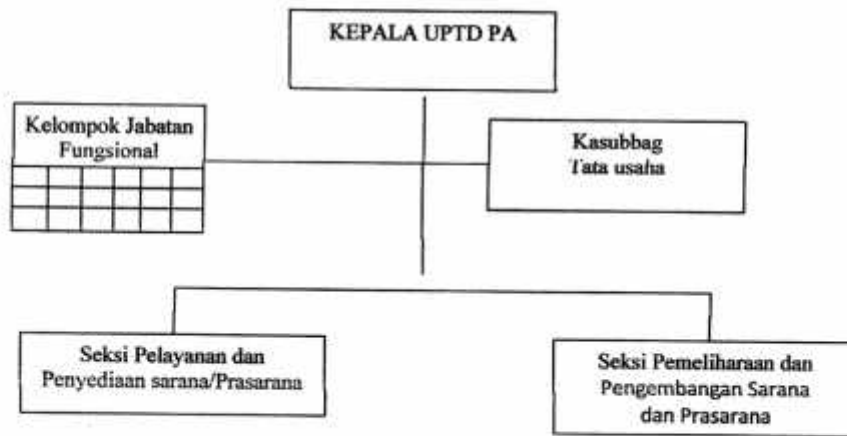 KEPALA UPTD PA
Kelompok Jabatan
Fungsional
Kasubbag
Tata usaha
Seksi Pelayanan dan
Penyediaan sarana/Prasarana
Seksi Pemeliharaan dan
Pengembangan Sarana
dan Prasarana